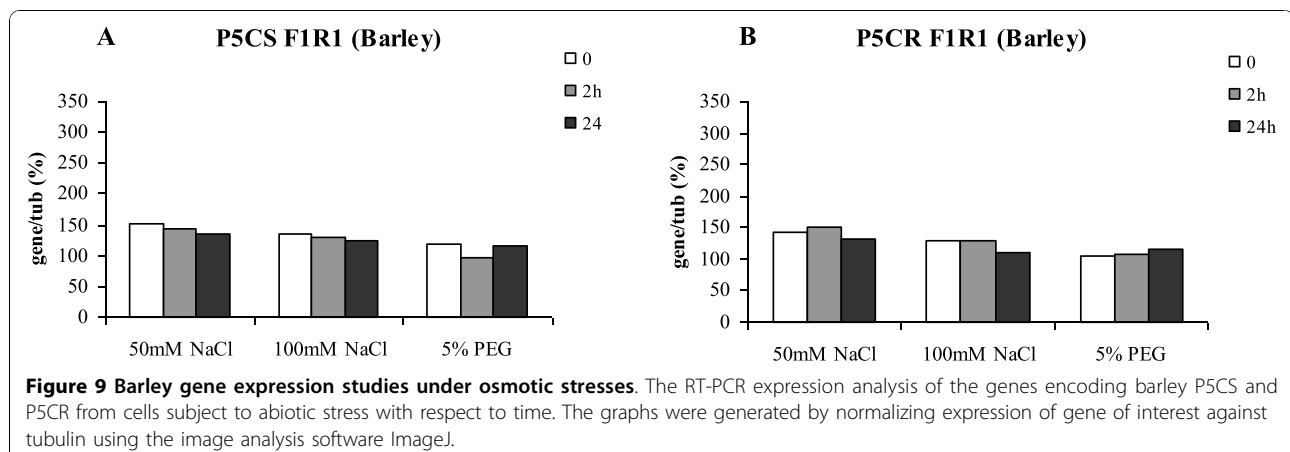 A P5CS F1R1 (Barley)
0
2h
24
350
300
250
200
150
100
50
0
gene/tub (%)
50mM NaCl 100mM NaCl 5% PEG
B P5CR F1R1 (Barley)
0
2h
24h
350
300
250
200
150
100
50
0
gene/tub (%)
50mM NaCl 100mM NaCl 5% PEG
Figure 9 Barley gene expression studies under osmotic stresses. The RT-PCR expression analysis of the genes encoding barley P5CS and
P5CR from cells subject to abiotic stress with respect to time. The graphs were generated by normalizing expression of gene of interest against
tubulin using the image analysis software ImageJ.